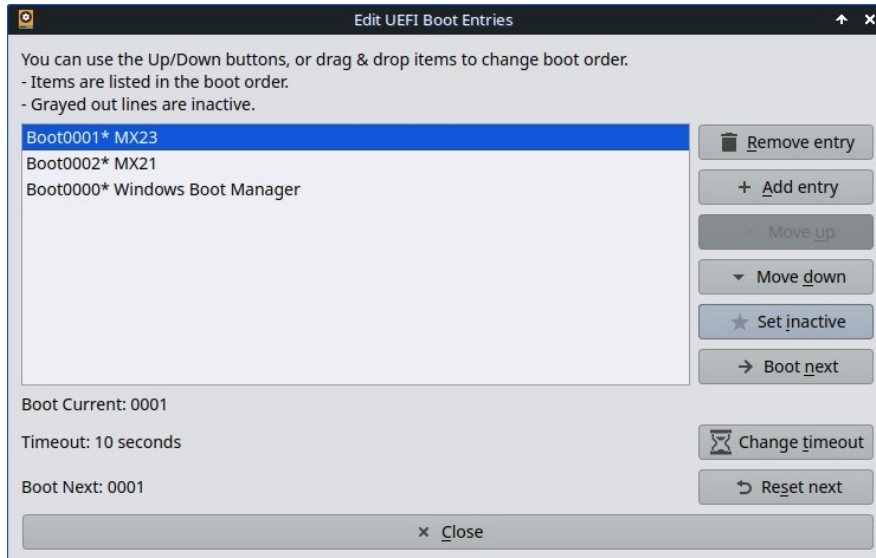 Edit UEFI Boot Entries
You can use the Up/Down buttons, or drag & drop items to change boot order.
- Items are listed in the boot order.
- Grayed out lines are inactive.
Boot0001* MX23
Boot0002* MX21
Boot0000* Windows Boot Manager
Remove entry
Add entry
Move up
Move down
Set inactive
Boot next
Boot Current: 0001
Timeout: 10 seconds
Change timeout
Boot Next: 0001
Reset next
Close